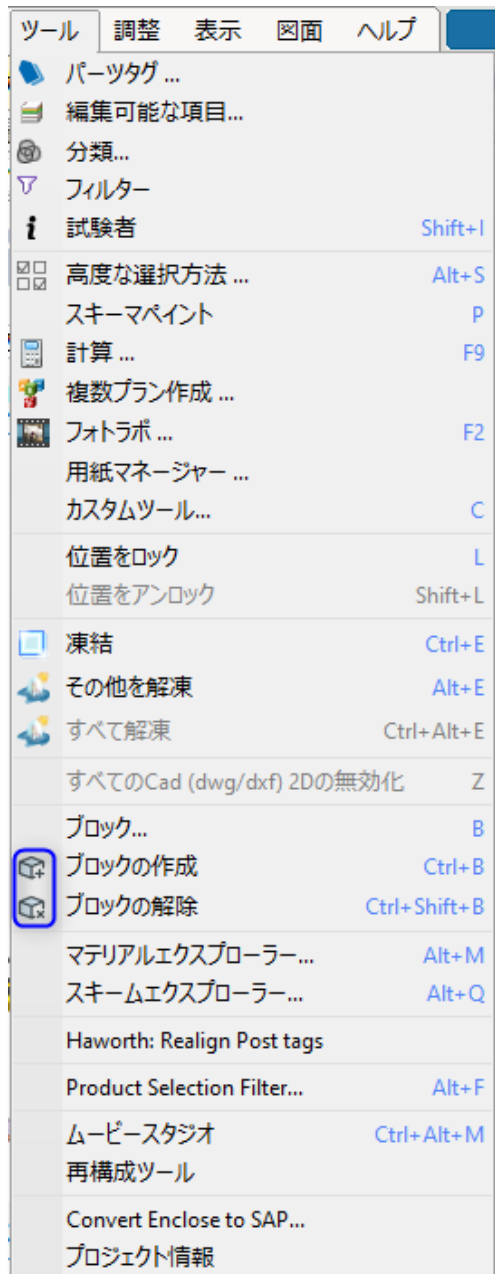 ツール 調整 表示 図面 ヘルプ
パーツタグ ...
編集可能な項目...
分類...
フィルター
試験者 Shift+I
高度な選択方法 ... Alt+S
スキーマペイント P
計算 ... F9
複数プラン作成 ...
フォトラボ ... F2
用紙マネージャー ...
カスタムツール... C
位置をロック L
位置をアンロック Shift+L
凍結 Ctrl+E
その他を解凍 Alt+E
すべて解凍 Ctrl+Alt+E
すべてのCad (dwg/dxf) 2Dの無効化 Z
ブロック... B
ブロックの作成 Ctrl+B
ブロックの解除 Ctrl+Shift+B
マテリアルエクスプローラー... Alt+M
スキームエクスプローラー... Alt+Q
Haworth: Realign Post tags
Product Selection Filter... Alt+F
ムービースタジオ Ctrl+Alt+M
再構成ツール
Convert Enclose to SAP...
プロジェクト情報